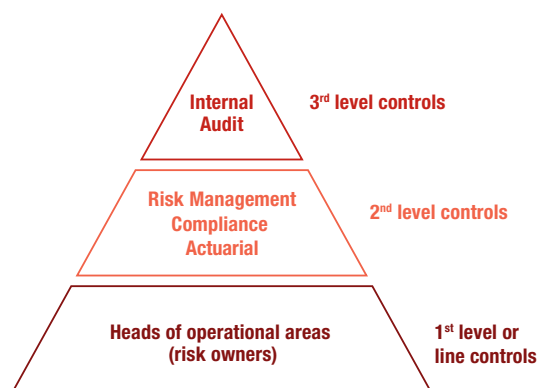 Internal
Audit
3rd level controls
Risk Management
Compliance
Actuarial
2nd level controls
Heads of operational areas
(risk owners)
1st level or
line controls